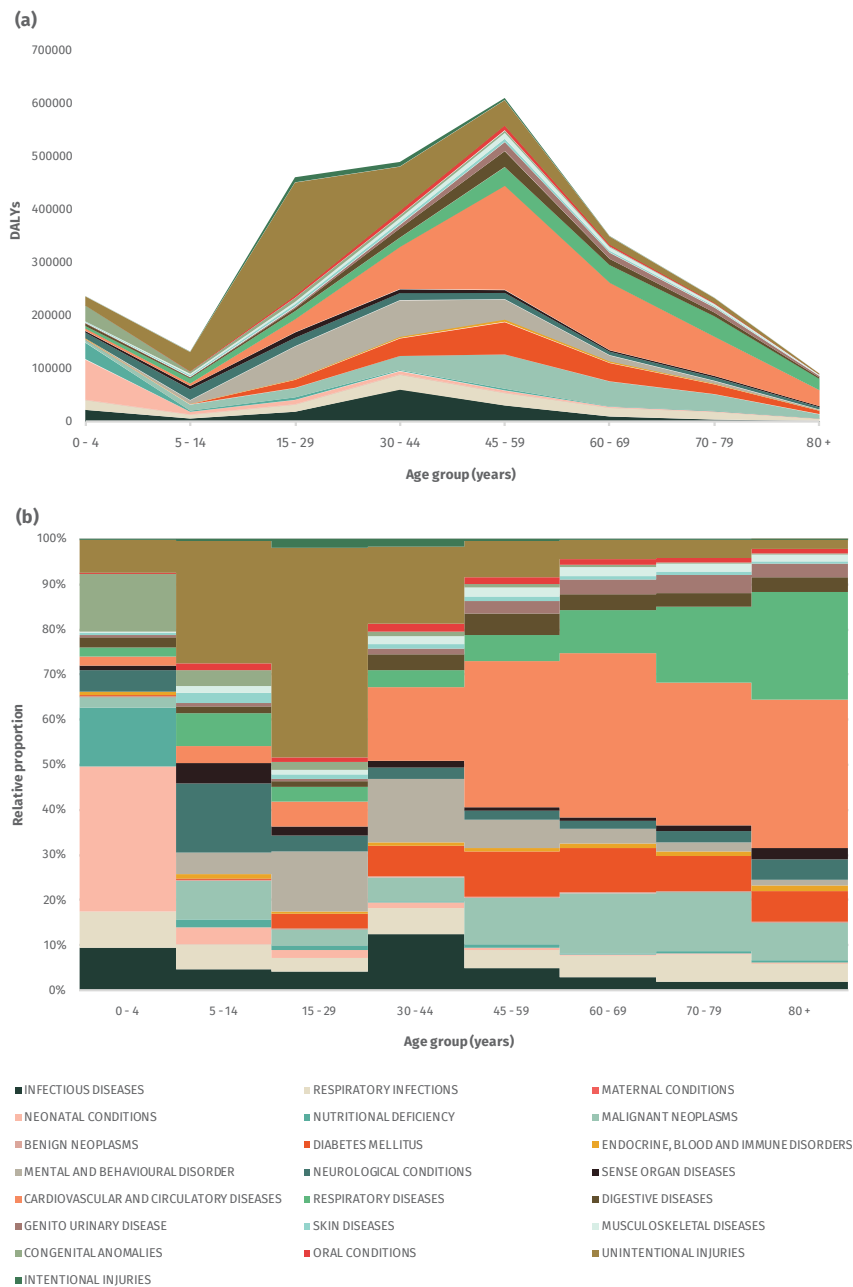 (a)
700000
600000
500000
400000
300000
200000
100000
0
DALYs
0 - 4 5 - 14 15 - 29 30 - 44 45 - 59 60 - 69 70 - 79 80 +
Age group (years)
(b)
100%
90%
80%
70%
60%
50%
40%
30%
20%
10%
0%
Relative proportion
0 - 4 5 - 14 15 - 29 30 - 44 45 - 59 60 - 69 70 - 79 80 +
Age group (years)
INFECTIOUS DISEASES RESPIRATORY INFECTIONS MATERNAL CONDITIONS
NEONATAL CONDITIONS NUTRITIONAL DEFICIENCY MALIGNANT NEOPLASMS
BENIGN NEOPLASMS DIABETES MELLITUS ENDOCRINE, BLOOD AND IMMUNE DISORDERS
MENTAL AND BEHAVIOURAL DISORDER NEUROLOGICAL CONDITIONS SENSE ORGAN DISEASES
CARDIOVASCULAR AND CIRCULATORY DISEASES RESPIRATORY DISEASES DIGESTIVE DISEASES
GENITO URINARY DISEASE SKIN DISEASES MUSCULOSKELETAL DISEASES
CONGENITAL ANOMALIES ORAL CONDITIONS UNINTENTIONAL INJURIES
INTENTIONAL INJURIES